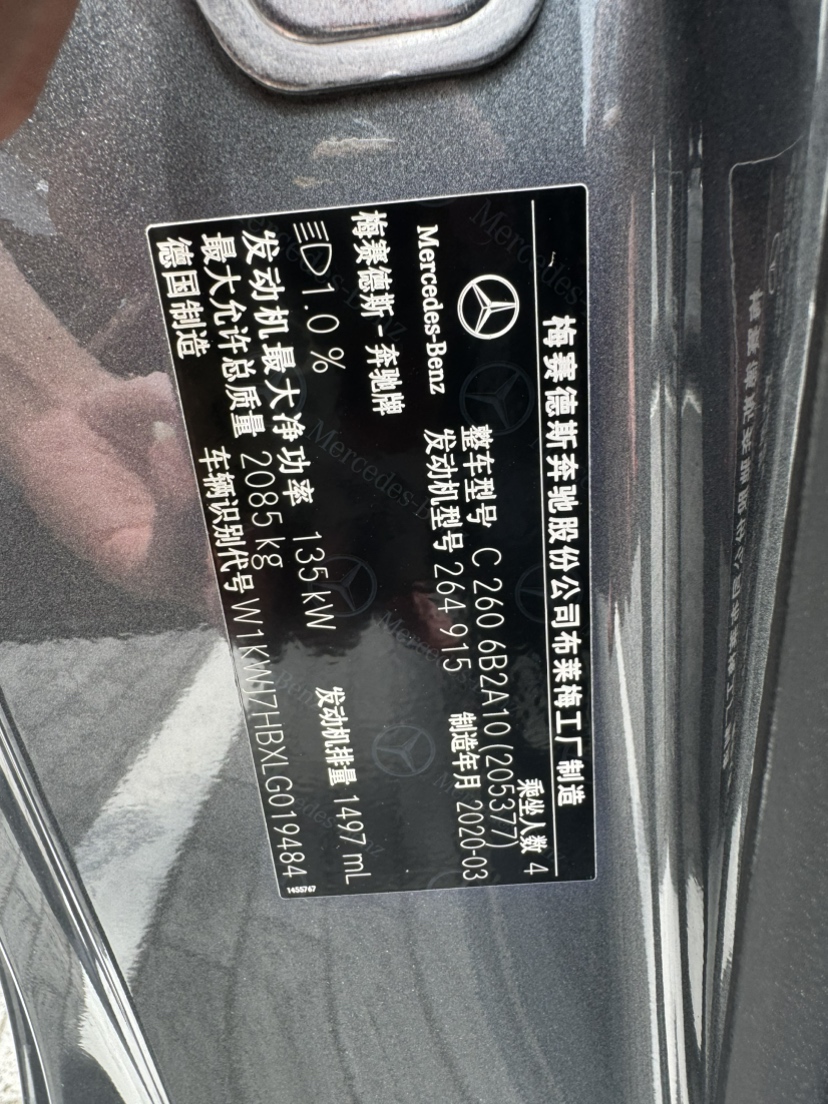 梅赛德斯奔驰股份公司布莱梅工厂制造
乘坐人数 4
Mercedes-Benz 整车型号 C 260 6B2A10(205377)
发动机型号 264 915 制造年月 2020-03
梅赛德斯-奔驰牌
1.0 % 发动机排量 1497 mL
发动机最大净功率 135 kW
最大允许总质量 2085 kg
德国制造 车辆识别代号 W1KWJ7HBXLG019484